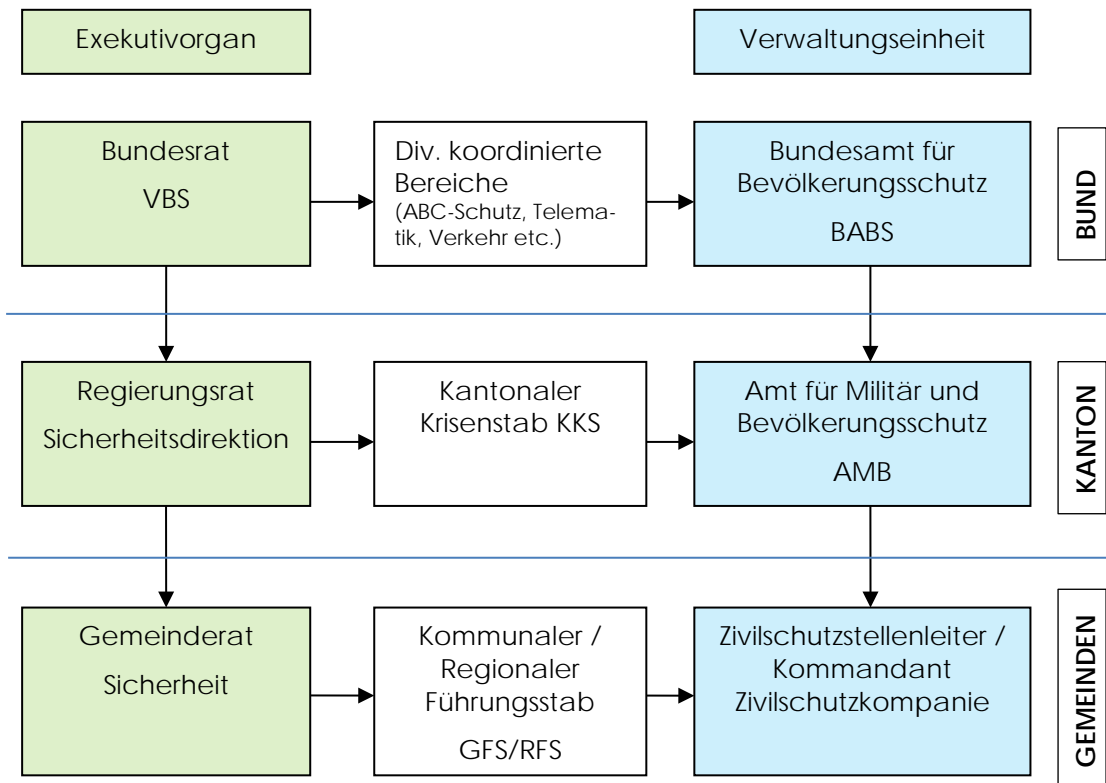 Exekutivorgan
Verwaltungseinheit
Bundesrat
VBS
Div. koordinierte
Bereiche
(ABC-Schutz, Telema-
tik, Verkehr etc.)
Bundesamt für
Bevölkerungsschutz
BABS
BUND
Regierungsrat
Sicherheitsdirektion
Kantonaler
Krisenstab KKS
Amt für Militär und
Bevölkerungsschutz
AMB
KANTON
Gemeinderat
Sicherheit
Kommunaler /
Regionaler
Führungsstab
GFS/RFS
Zivilschutzstellenleiter /
Kommandant
Zivilschutzkompanie
GEMEINDEN